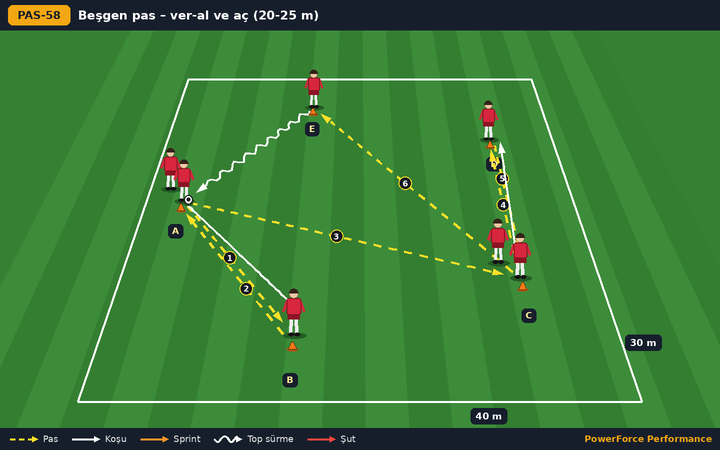 PAS-58 Beşgen pas – ver-al ve aç (20-25 m)
E
5
6
4
A
3
1
2
C
30 m
B
40 m
Pas Koşu Sprint Top sürme Şut PowerForce Performance